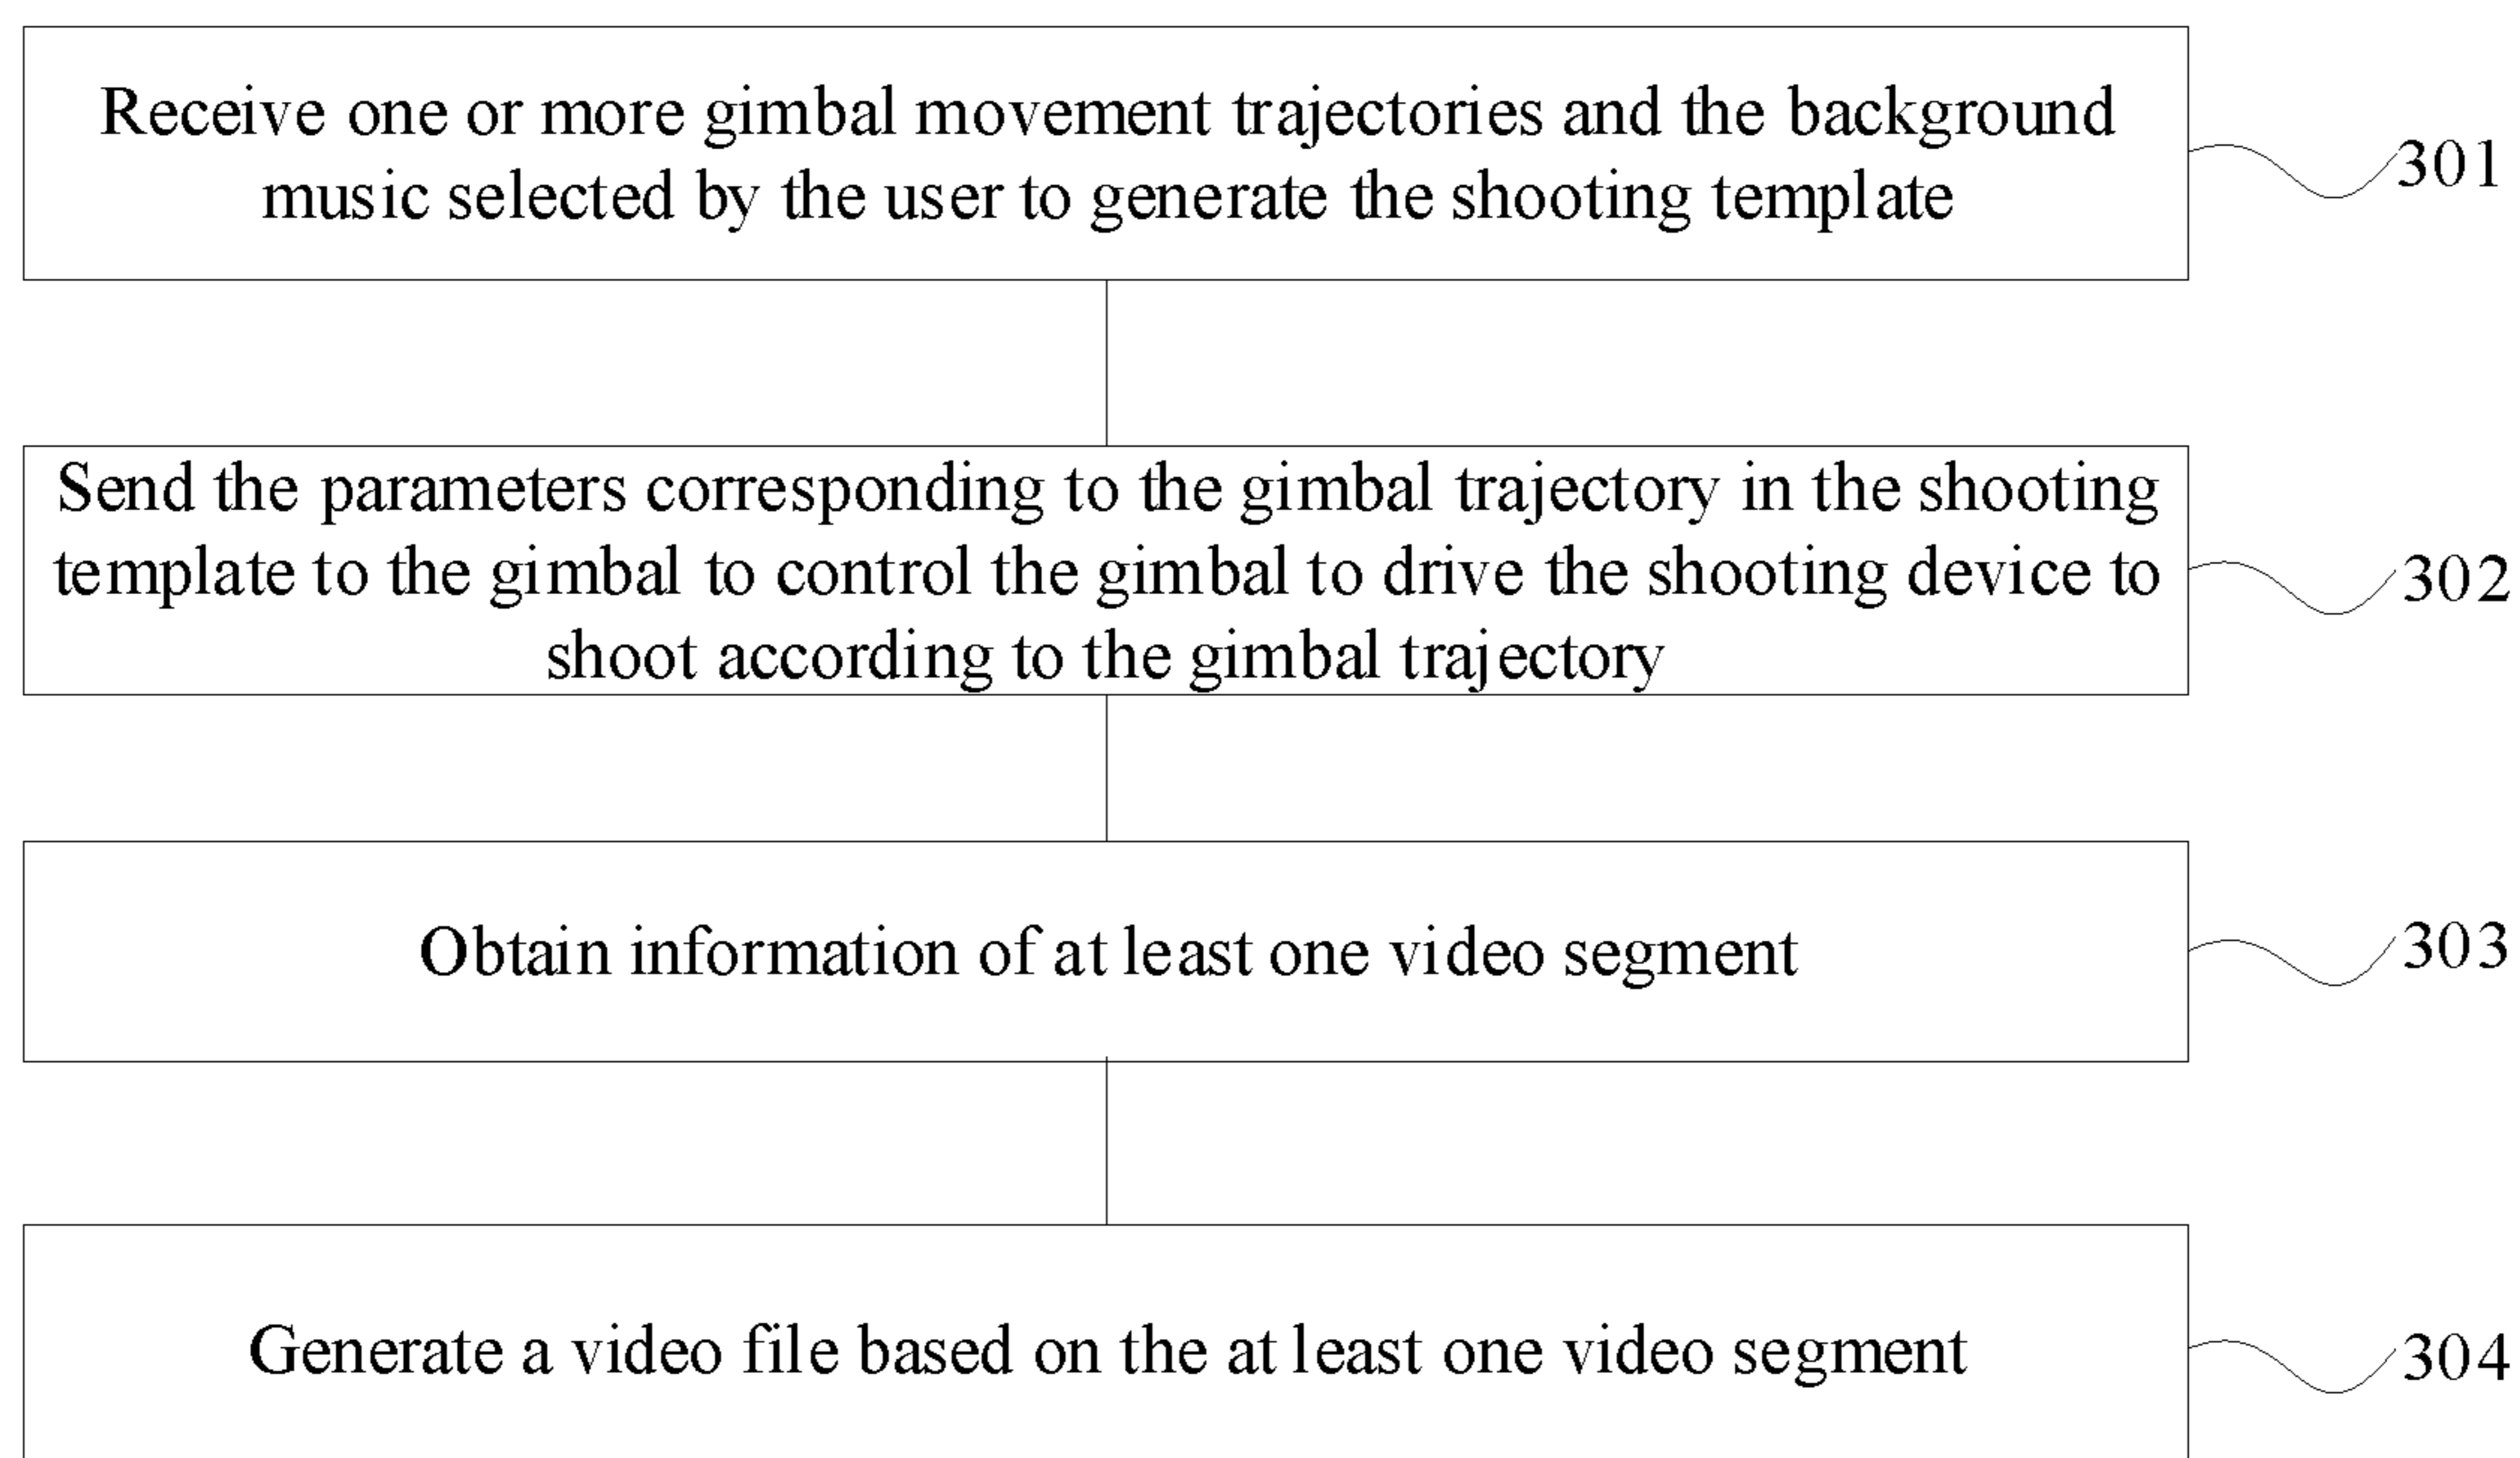 Receive one or more gimbal movement trajectories and the background
music selected by the user to generate the shooting template
301
Send the parameters corresponding to the gimbal trajectory in the shooting
template to the gimbal to control the gimbal to drive the shooting device to
shoot according to the gimbal trajectory
302
Obtain information of at least one video segment
303
Generate a video file based on the at least one video segment
304